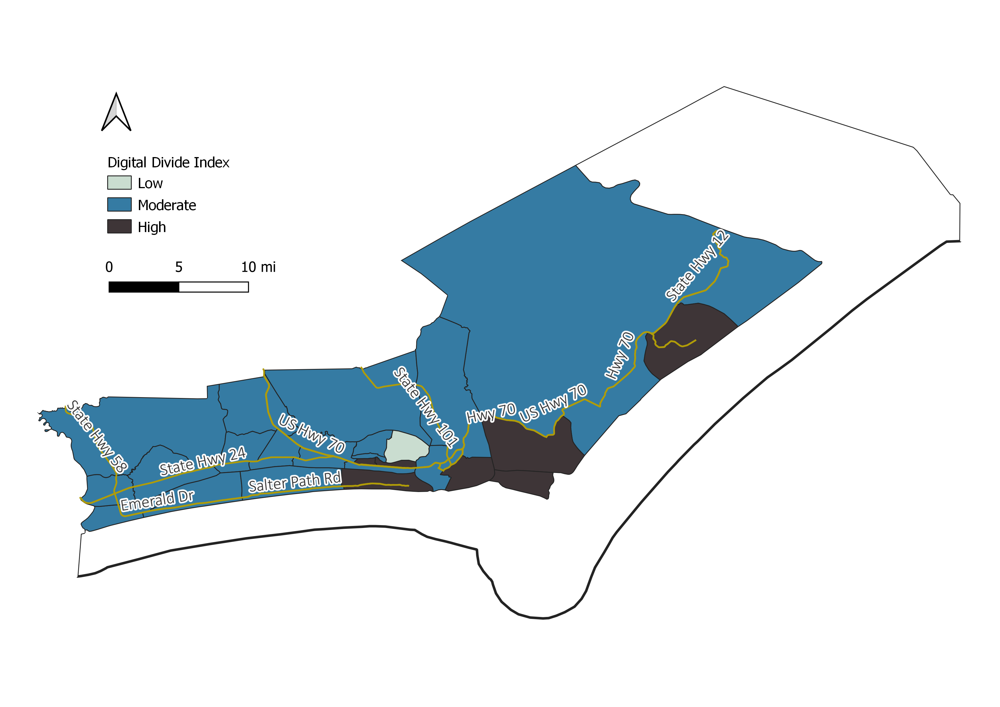 Digital Divide Index
Low
Moderate
High
0 5 10 mi
State Hwy 12
Hwy 70
US Hwy 70
Hwy 70
State Hwy 101
US Hwy 70
State Hwy 58
State Hwy 24
Salter Path Rd
Emerald Dr